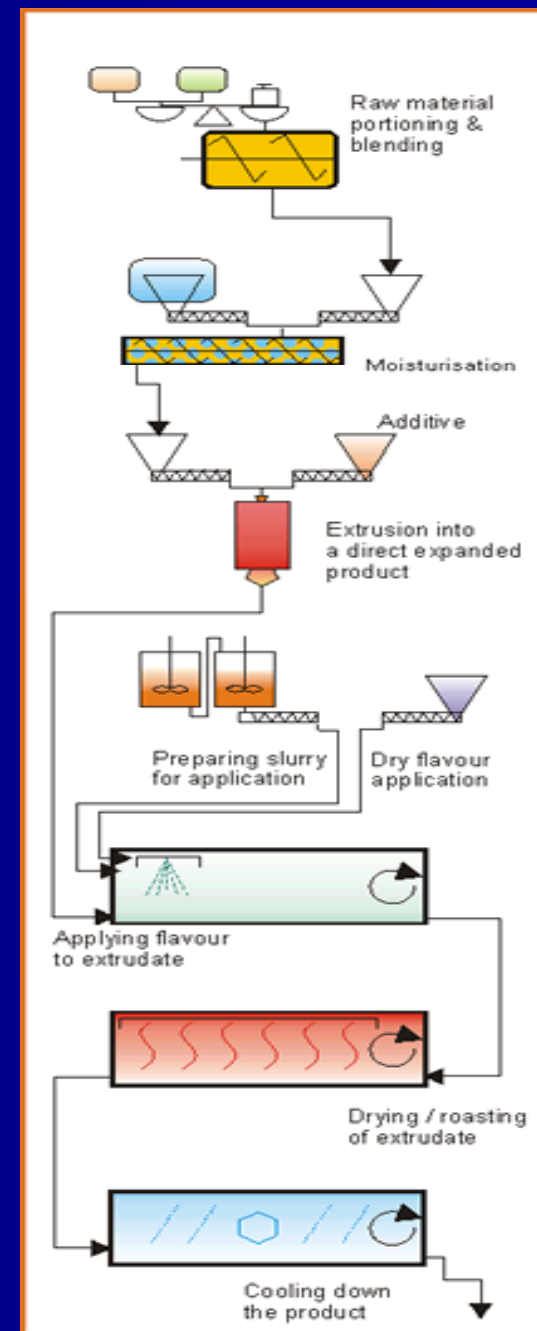 Raw material
portioning &
blending
Moisturisation
Additive
Extrusion into
a direct expanded
product
Preparing slurry
for application
Dry flavour
application
Applying flavour
to extrudate
Drying / roasting
of extrudate
Cooling down
the product